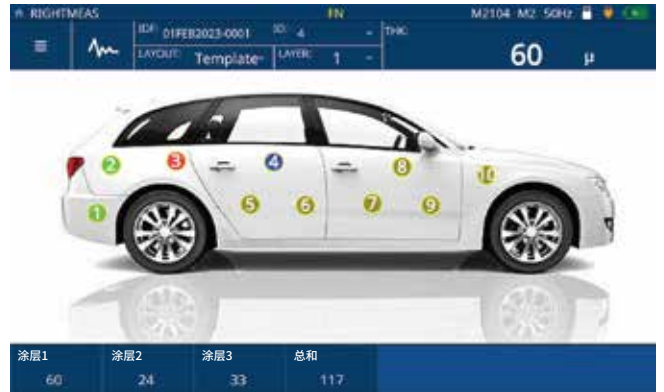 RIGHTMEAS IN M2104 M2 50Hz
IDF: 01FEB2023-0001 ID: 4 THK:
LAYOUT: Template LAYER: 1 60 μ
2 3 4 8 10
1 5 6 7 9
涂层1 涂层2 涂层3 总和
60 24 33 117